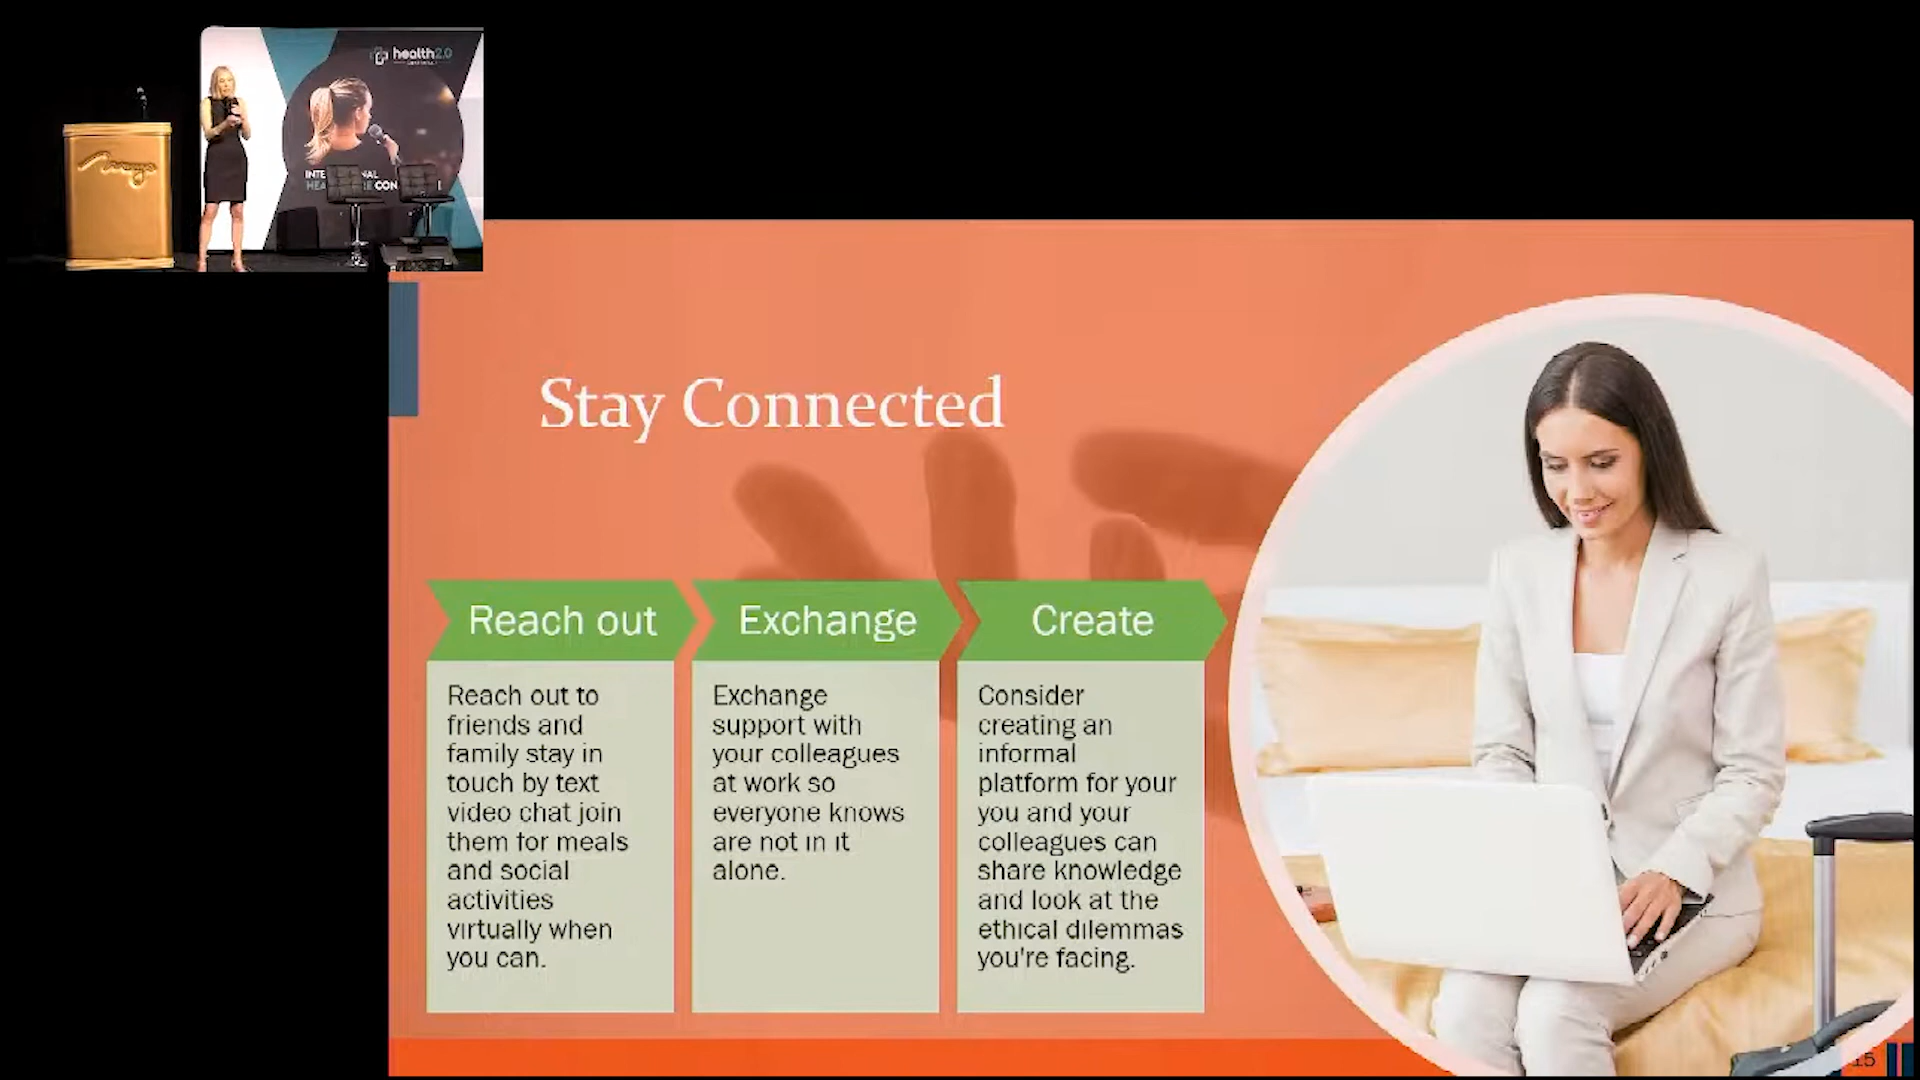 health2.0
CON
Stay Connected
Reach out
Reach out to
friends and
family stay in
touch by text
video chat join
them for meals
and social
activities
virtually when
you can.
Exchange
Exchange
support with
your colleagues
at work so
everyone knows
are not in it
alone.
Create
Consider
creating an
informal
platform for your
you and your
colleagues can
share knowledge
and look at the
ethical dilemmas
you're facing.
15